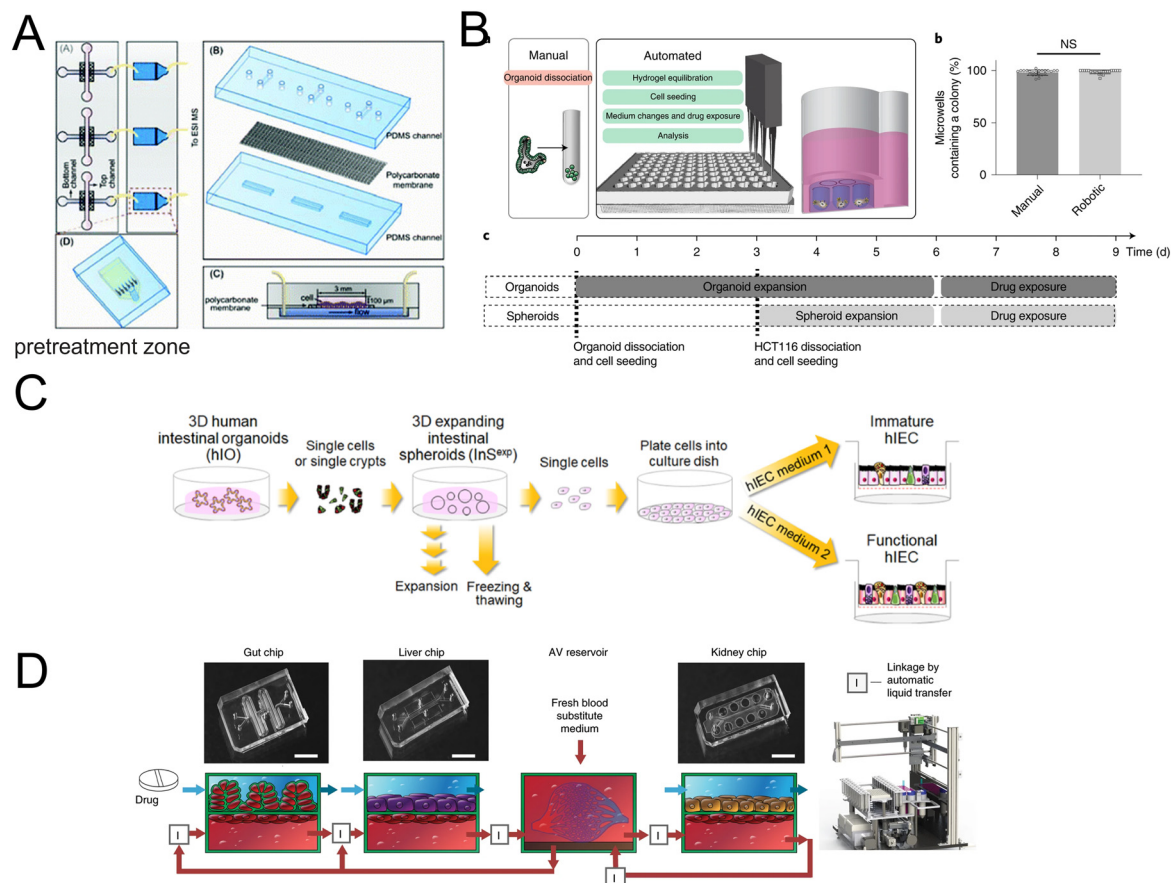 A
(A)
Bottom
channel
Top
channel
To ESI MS
(B)
PDMS channel
Polycarbonate
membrane
PDMS channel
(D)
(C)
3 mm
cell
100 μm
polycarbonate
membrane
flow
pretreatment zone
B
a
Manual
Organoid dissociation
Automated
Hydrogel equilibration
Cell seeding
Medium changes and drug exposure
Analysis
b
NS
Microwells
containing a colony (%)
100
50
0
Manual
Robotic
c
0 1 2 3 4 5 6 7 8 9 Time (d)
Organoids
Organoid expansion
Drug exposure
Spheroids
Spheroid expansion
Drug exposure
Organoid dissociation
and cell seeding
HCT116 dissociation
and cell seeding
C
3D human
intestinal organoids
(hIO)
Single cells
or single crypts
3D expanding
intestinal
spheroids (InSexp)
Single cells
Plate cells into
culture dish
hIEC medium 1
hIEC medium 2
Immature
hIEC
Functional
hIEC
Expansion
Freezing &
thawing
D
Gut chip
Liver chip
AV reservoir
Kidney chip
Fresh blood
substitute
medium
I
Linkage by
automatic
liquid transfer
Drug
I
I
I
I
I